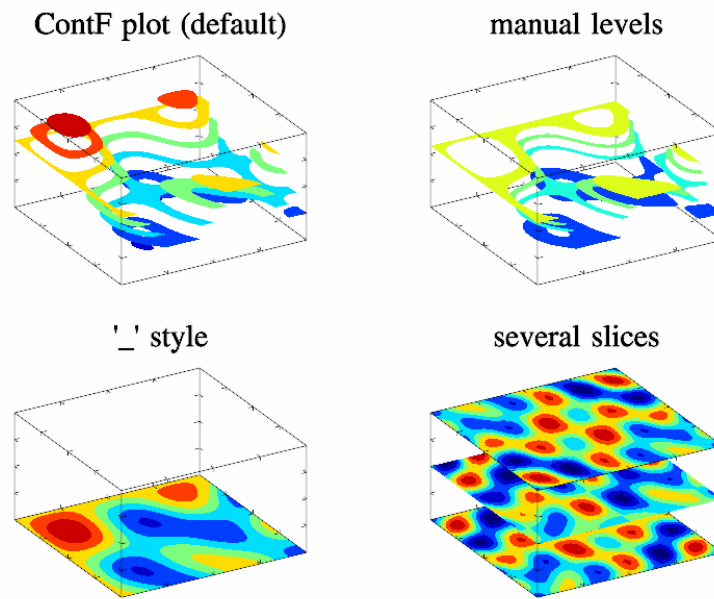 ContF plot (default)
manual levels
'_' style
several slices